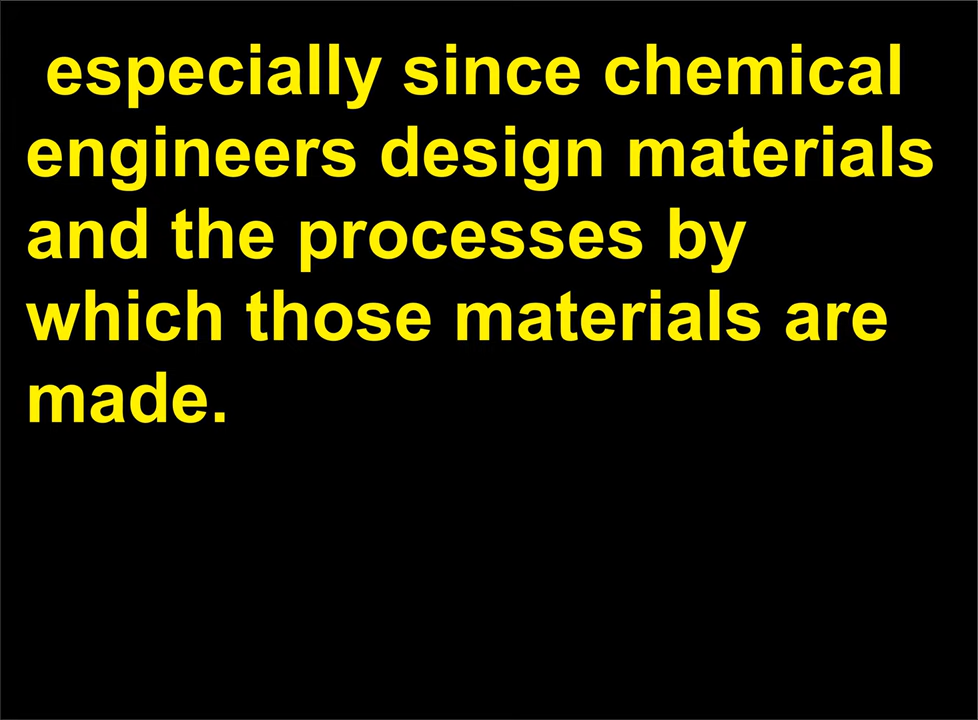 especially since chemical
engineers design materials
and the processes by
which those materials are
made.